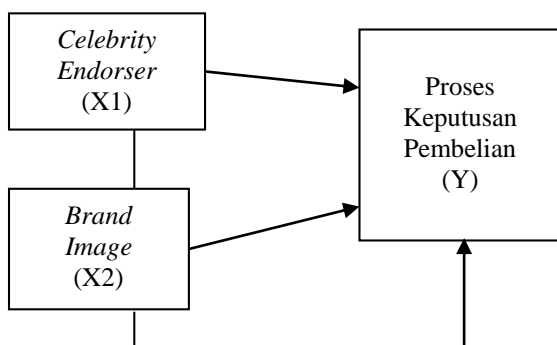 Celebrity
Endorser
(X1)
Proses
Keputusan
Pembelian
(Y)
Brand
Image
(X2)